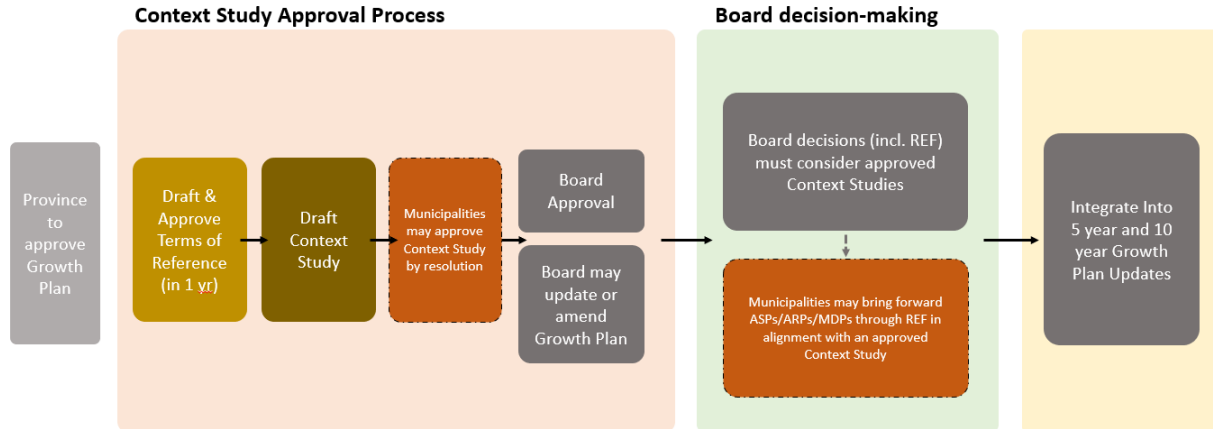 Context Study Approval Process
Board decision-making
Province
to
approve
Growth
Plan
Draft &
Approve
Terms of
Reference
(in 1 yr)
Draft
Context
Study
Municipalities
may approve
Context Study
by resolution
Board
Approval
Board may
update or
amend
Growth Plan
Board decisions (incl. REF)
must consider approved
Context Studies
Municipalities may bring forward
ASPs/ARPs/MDPs through REF in
alignment with an approved
Context Study
Integrate Into
5 year and 10
year Growth
Plan Updates